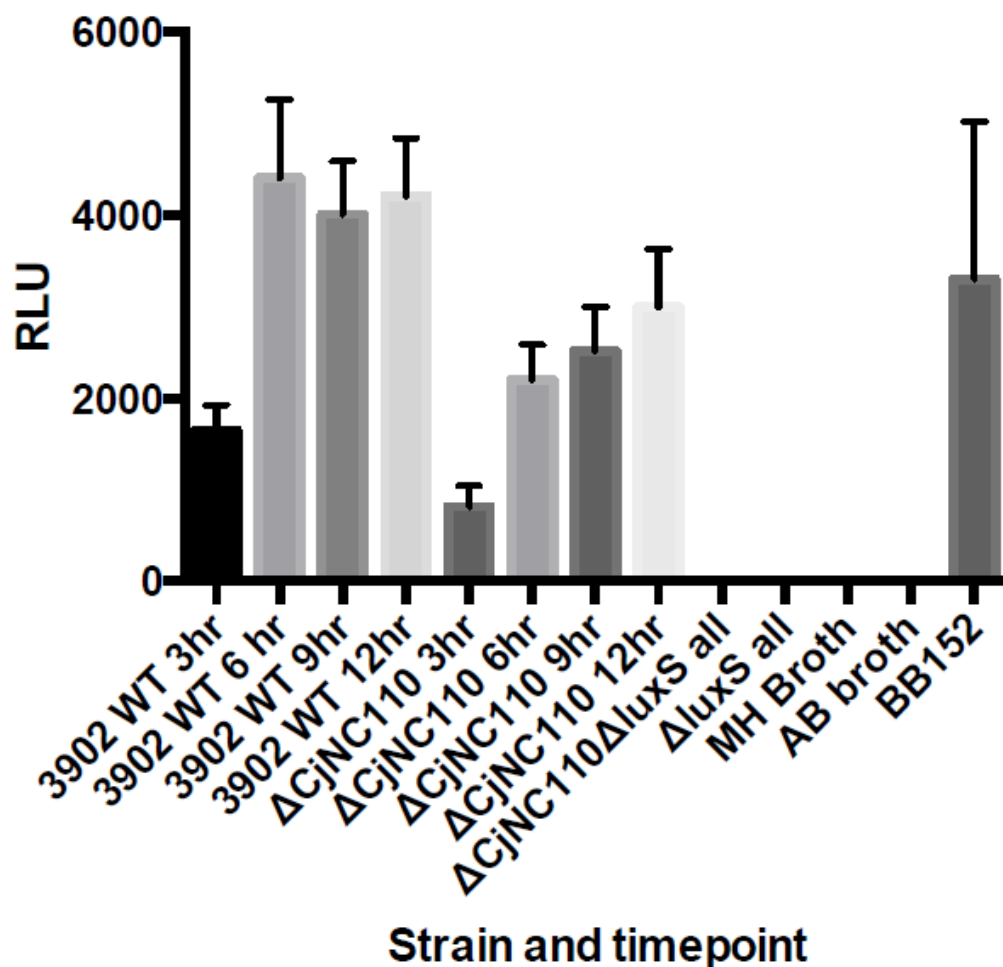 6000
4000
2000
0
RLU
3902 WT 3hr
3902 WT 6 hr
3902 WT 9hr
3902 WT 12hr
ΔCjNC110 3hr
ΔCjNC110 6hr
ΔCjNC110 9hr
ΔCjNC110 12hr
ΔCjNC110ΔluxS all
ΔluxS all
MH Broth
AB broth
BB152
Strain and timepoint